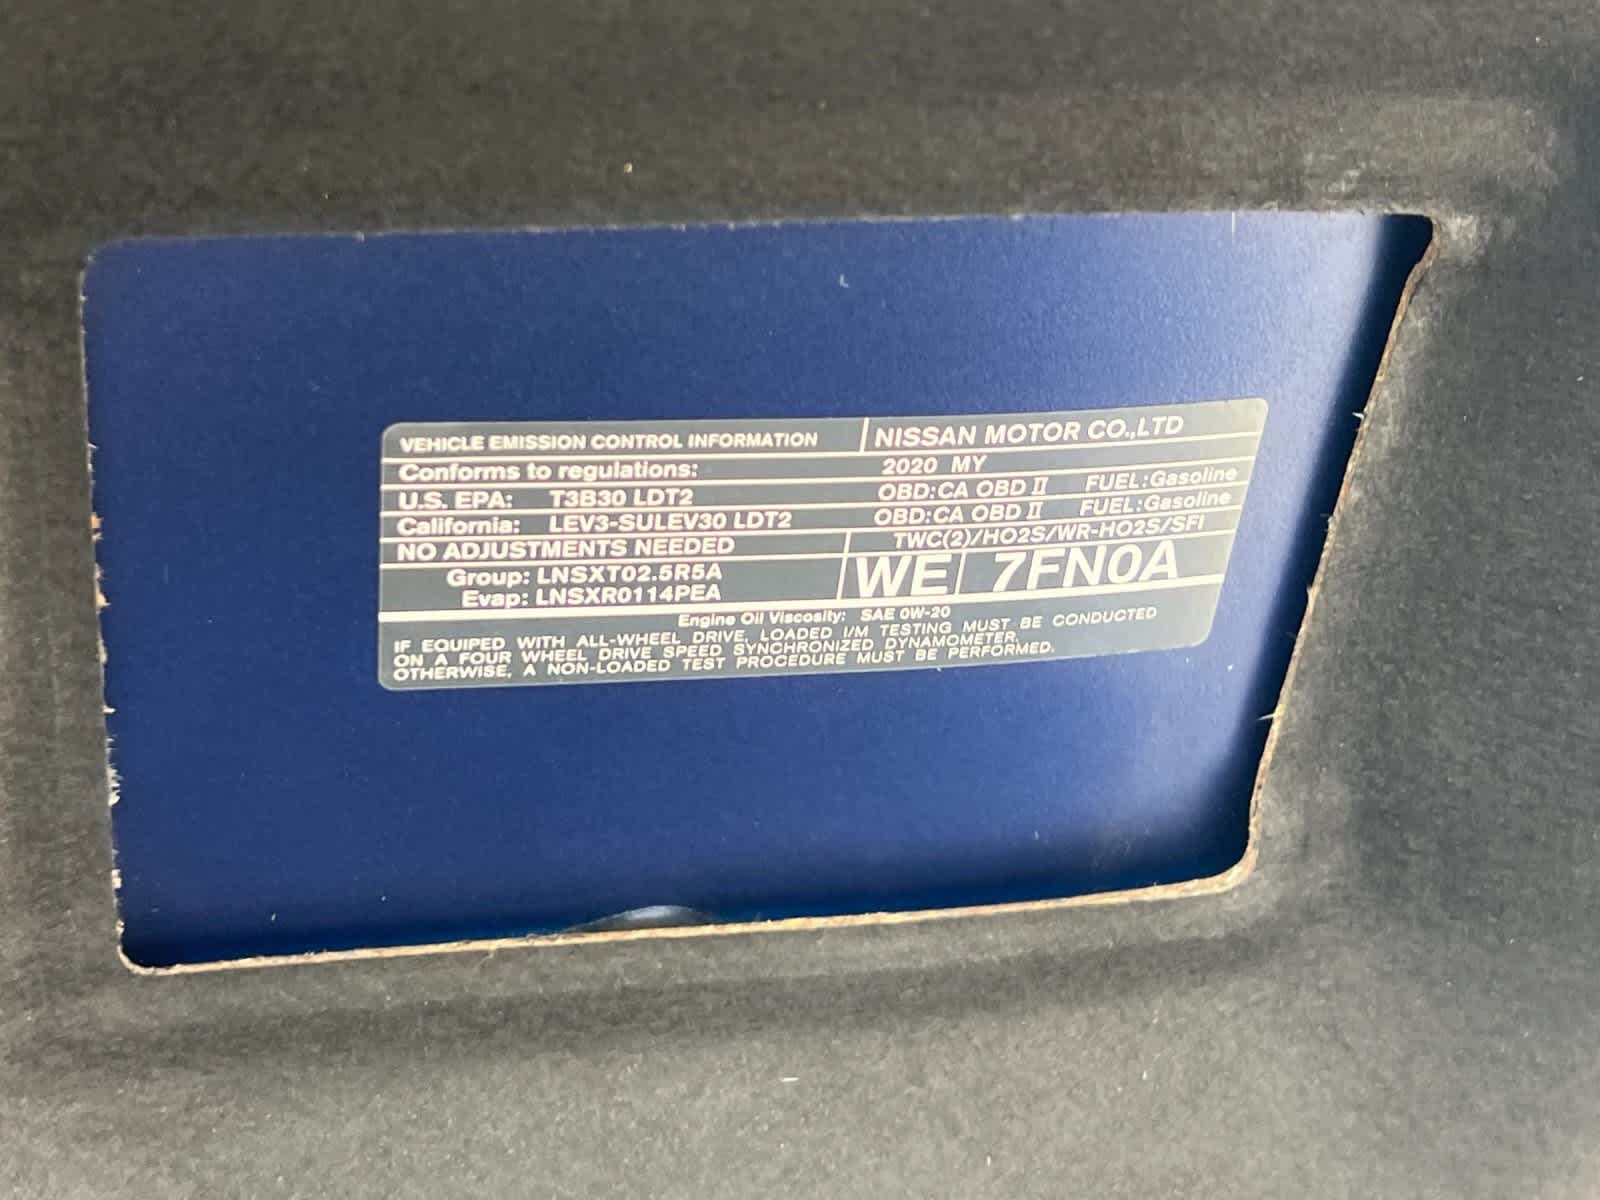 VEHICLE EMISSION CONTROL INFORMATION NISSAN MOTOR CO.,LTD
Conforms to regulations: 2020 MY
U.S. EPA: T3B30 LDT2 OBD:CA OBD II FUEL:Gasoline
California: LEV3-SULEV30 LDT2 OBD:CA OBD II FUEL:Gasoline
NO ADJUSTMENTS NEEDED TWC(2)/HO2S/WR-HO2S/SFI
Group: LNSXT02.5R5A WE 7FN0A
Evap: LNSXR0114PEA
Engine Oil Viscosity: SAE 0W-20
IF EQUIPED WITH ALL-WHEEL DRIVE, LOADED I/M TESTING MUST BE CONDUCTED
ON A FOUR WHEEL DRIVE SPEED SYNCHRONIZED DYNAMOMETER.
OTHERWISE, A NON-LOADED TEST PROCEDURE MUST BE PERFORMED.